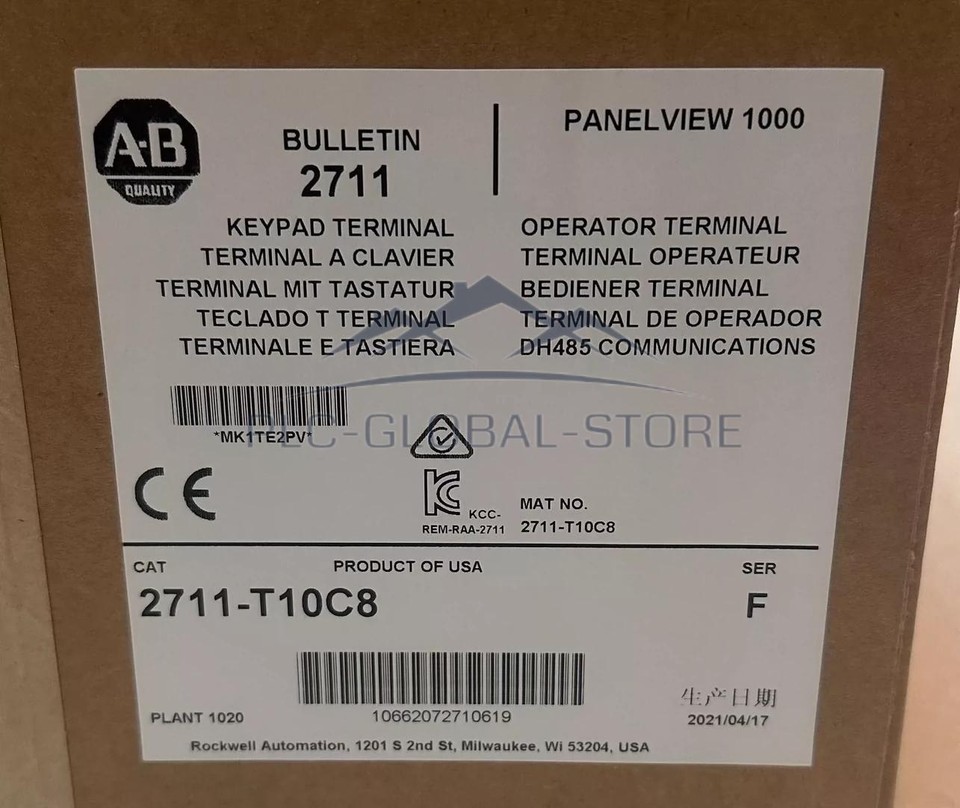 A-B
QUALITY
BULLETIN
2711
PANELVIEW 1000
KEYPAD TERMINAL
TERMINAL A CLAVIER
TERMINAL MIT TASTATUR
TECLADO T TERMINAL
TERMINALE E TASTIERA
OPERATOR TERMINAL
TERMINAL OPERATEUR
BEDIENER TERMINAL
TERMINAL DE OPERADOR
DH485 COMMUNICATIONS
*MK1TE2PV*
PLC-GLOBAL-STORE
CE
KCC-
REM-RAA-2711
MAT NO.
2711-T10C8
CAT
PRODUCT OF USA
SER
2711-T10C8
F
10662072710619
PLANT 1020
生产日期
2021/04/17
Rockwell Automation, 1201 S 2nd St, Milwaukee, Wi 53204, USA